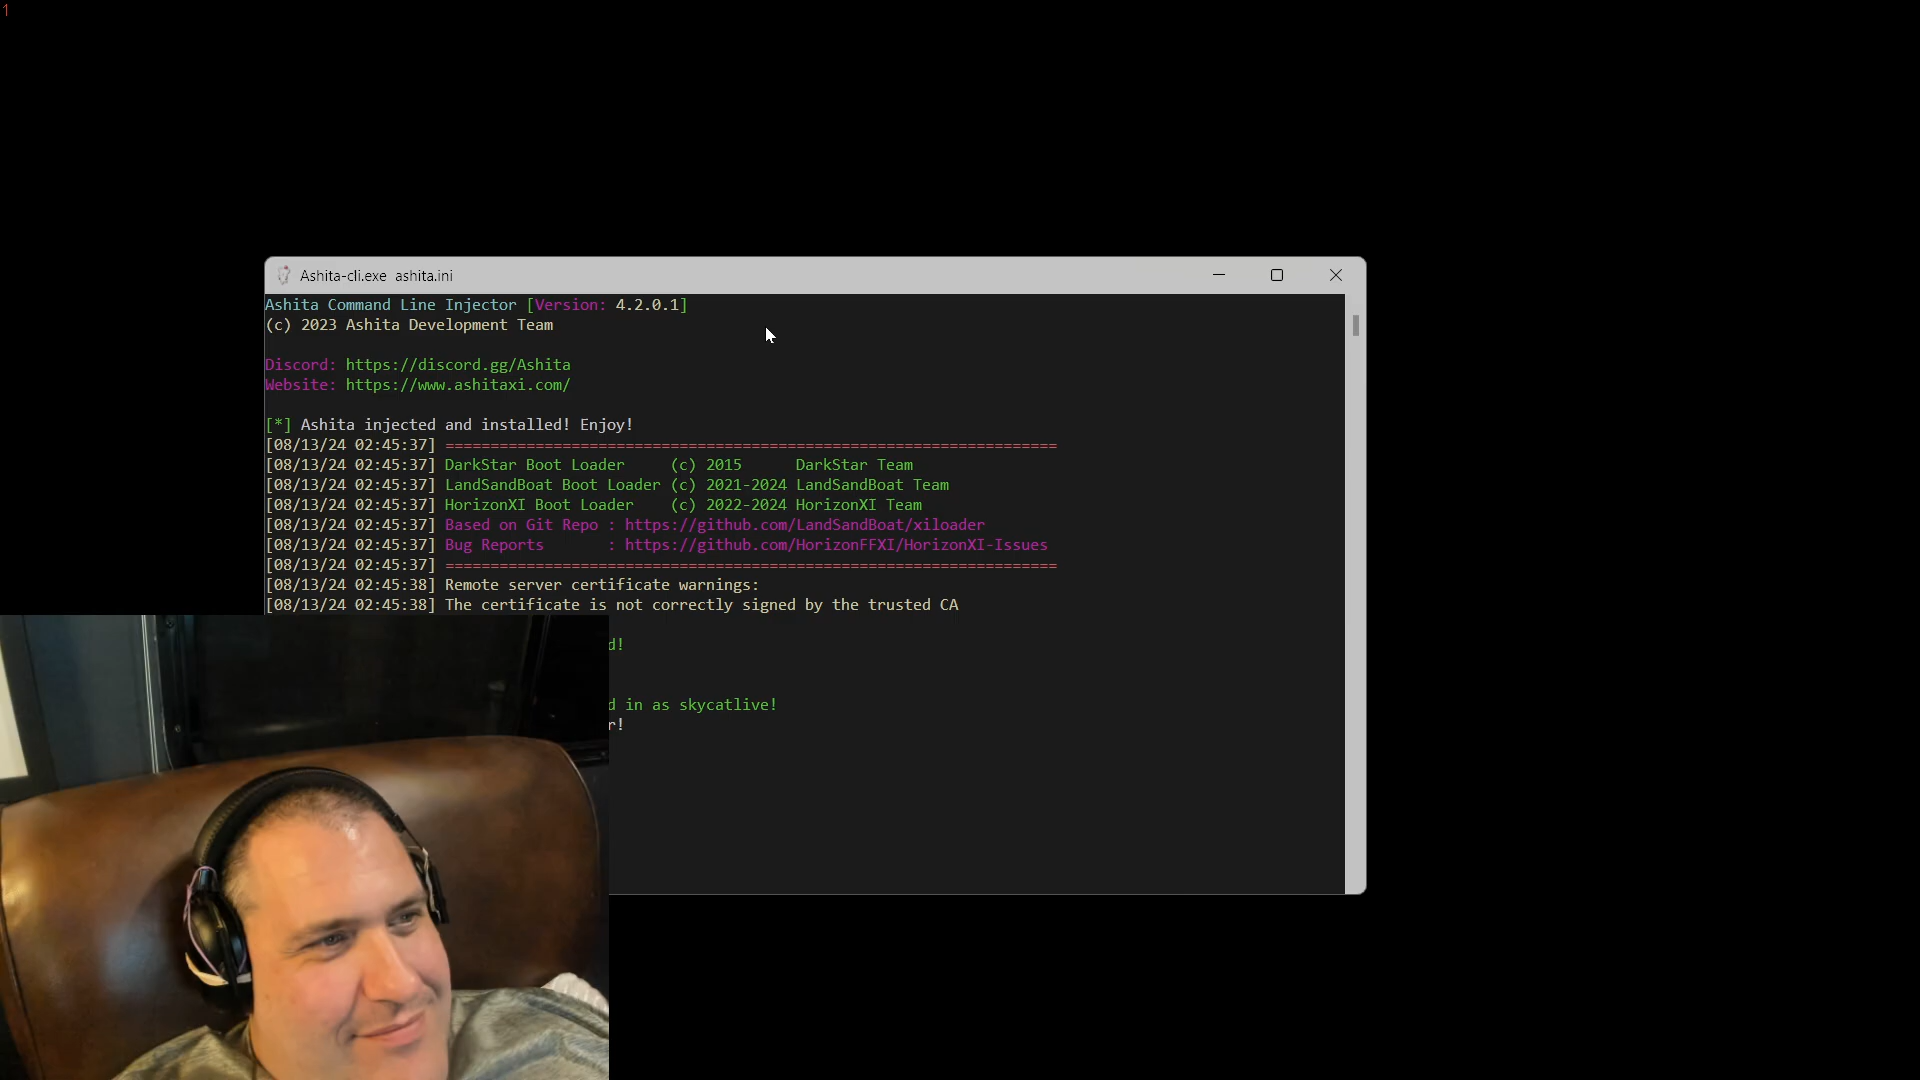 1
Ashita-cli.exe ashita.ini
Ashita Command Line Injector [Version: 4.2.0.1]
(c) 2023 Ashita Development Team
Discord: https://discord.gg/Ashita
Website: https://www.ashitaxi.com/
[*] Ashita injected and installed! Enjoy!
[08/13/24 02:45:37] ====================================================================
[08/13/24 02:45:37] DarkStar Boot Loader (c) 2015 DarkStar Team
[08/13/24 02:45:37] LandSandBoat Boot Loader (c) 2021-2024 LandSandBoat Team
[08/13/24 02:45:37] HorizonXI Boot Loader (c) 2022-2024 HorizonXI Team
[08/13/24 02:45:37] Based on Git Repo : https://github.com/LandSandBoat/xiloader
[08/13/24 02:45:37] Bug Reports : https://github.com/HorizonFFXI/HorizonXI-Issues
[08/13/24 02:45:37] ====================================================================
[08/13/24 02:45:38] Remote server certificate warnings:
[08/13/24 02:45:38] The certificate is not correctly signed by the trusted CA
d!
d in as skycatlive!
r!